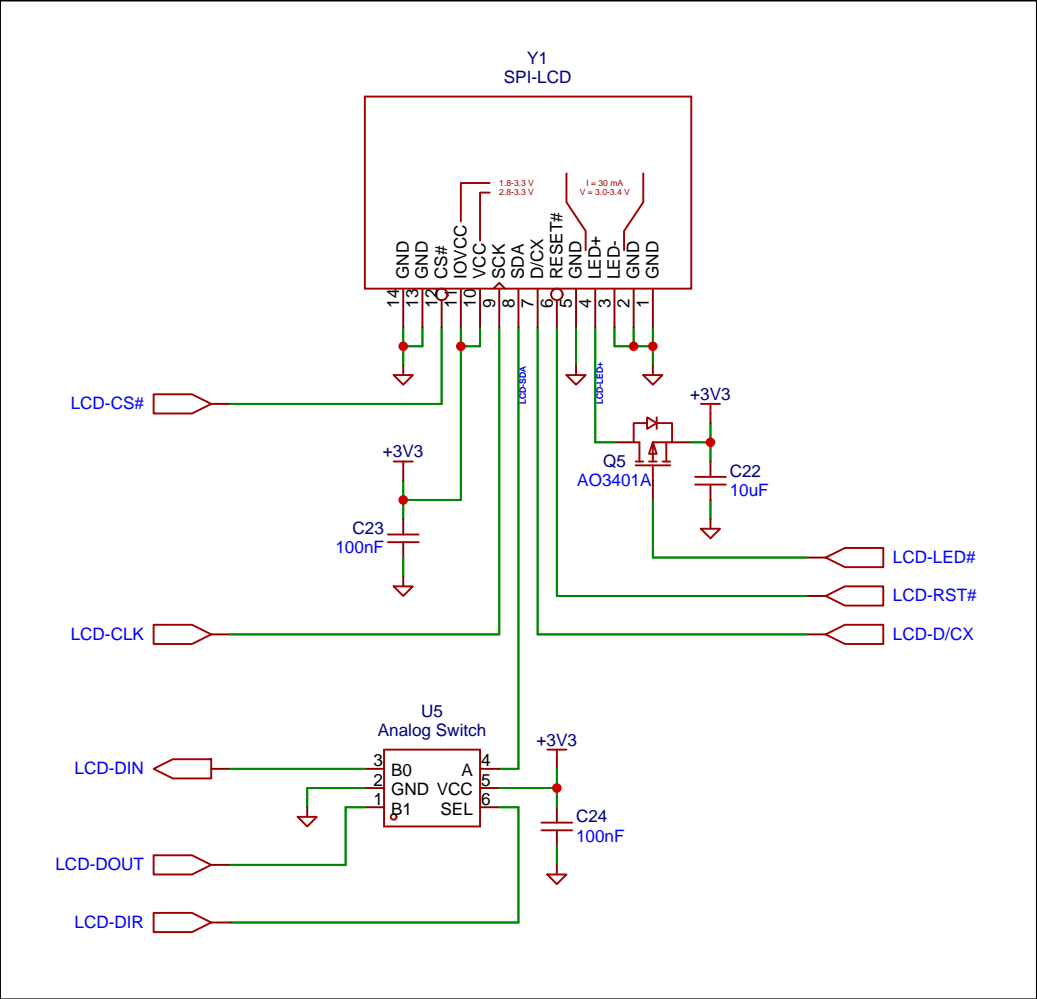 Y1
SPI-LCD
1.8-3.3 V
2.8-3.3 V
I = 30 mA
V = 3.0-3.4 V
GND
GND
CS#
IOVCC
VCC
SCK
SDA
D/CX
RESET#
GND
LED+
LED-
GND
GND
14
13
12
11
10
9
8
7
6
5
4
3
2
1
LCD-SDA
LCD-LED+
LCD-CS#
+3V3
Q5
AO3401A
C22
10uF
+3V3
C23
100nF
LCD-LED#
LCD-RST#
LCD-CLK
LCD-D/CX
U5
Analog Switch
+3V3
LCD-DIN
3
B0
A
4
2
GND
VCC
5
1
B1
SEL
6
C24
100nF
LCD-DOUT
LCD-DIR